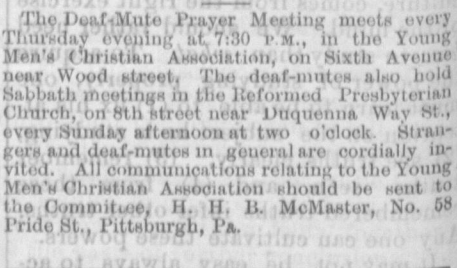 The Deaf-Mute Prayer Meeting meets every
Thursday evening at 7:30 P.M., in the Young
Men's Christian Association, on Sixth Avenue
near Wood street. The deaf-mutes also hold
Sabbath meetings in the Reformed Presbyterian
Church, on 8th street near Duquenna Way St.,
every Sunday afternoon at two o'clock. Stran-
gers and deaf-mutes in general are cordially in-
vited. All communications relating to the Young
Men's Christian Association should be sent to
the Committee, H. H. B. McMaster, No. 58
Pride St., Pittsburgh, Pa.